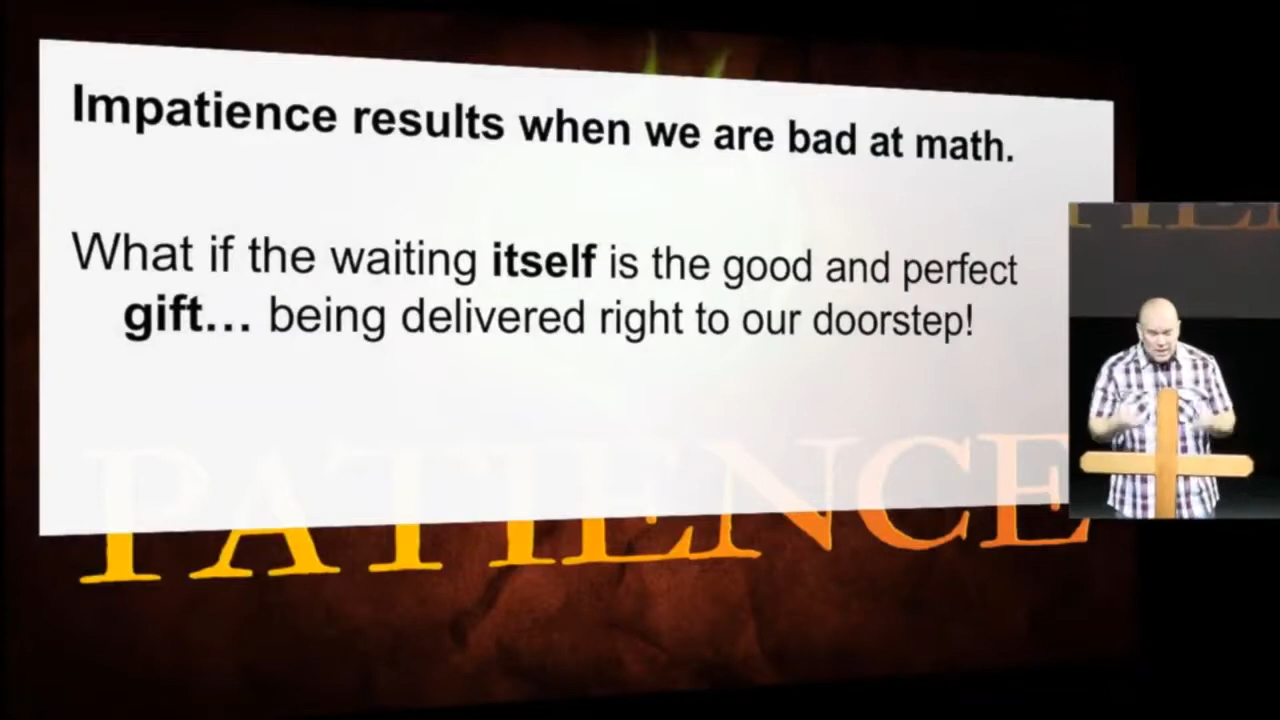 Impatience results when we are bad at math.
What if the waiting itself is the good and perfect
gift... being delivered right to our doorstep!
PATIENCE